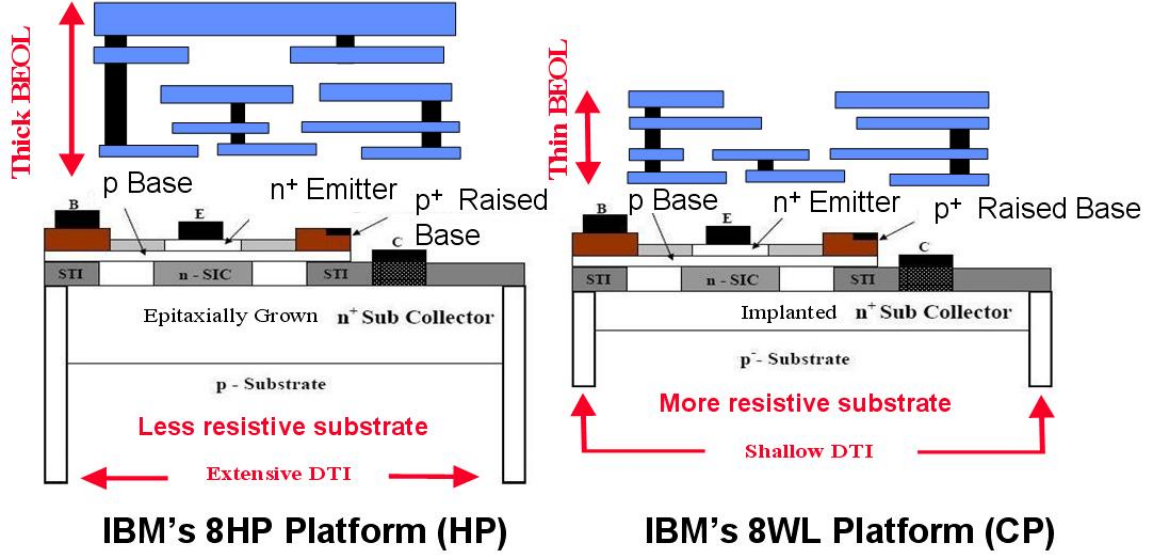 Thick BEOL
p Base
n+ Emitter
p+ Raised
Base
B
E
C
STI
n - SIC
STI
Epitaxially Grown n+ Sub Collector
p - Substrate
Less resistive substrate
Extensive DTI
IBM's 8HP Platform (HP)
Thin BEOL
p Base
n+ Emitter
p+ Raised Base
B
E
C
STI
n - SIC
STI
Implanted n+ Sub Collector
p- Substrate
More resistive substrate
Shallow DTI
IBM's 8WL Platform (CP)